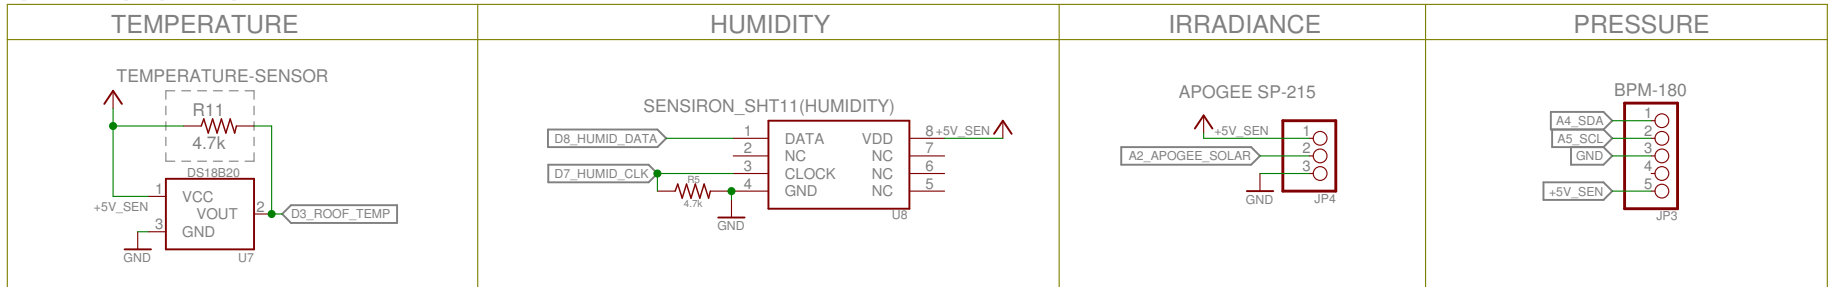 TEMPERATURE
HUMIDITY
IRRADIANCE
PRESSURE
TEMPERATURE-SENSOR
R11
4.7k
DS18B20
1
VCC
+5V_SEN
VOUT
2
D3_ROOF_TEMP
3
GND
GND
U7
SENSIRON_SHT11(HUMIDITY)
D8_HUMID_DATA
1
DATA
VDD
8
+5V_SEN
2
NC
NC
7
D7_HUMID_CLK
3
CLOCK
NC
6
R5
4.7k
4
GND
NC
5
U8
GND
APOGEE SP-215
+5V_SEN
1
A2_APOGEE_SOLAR
2
3
GND
JP4
BPM-180
A4_SDA
1
A5_SCL
2
GND
3
4
+5V_SEN
5
JP3